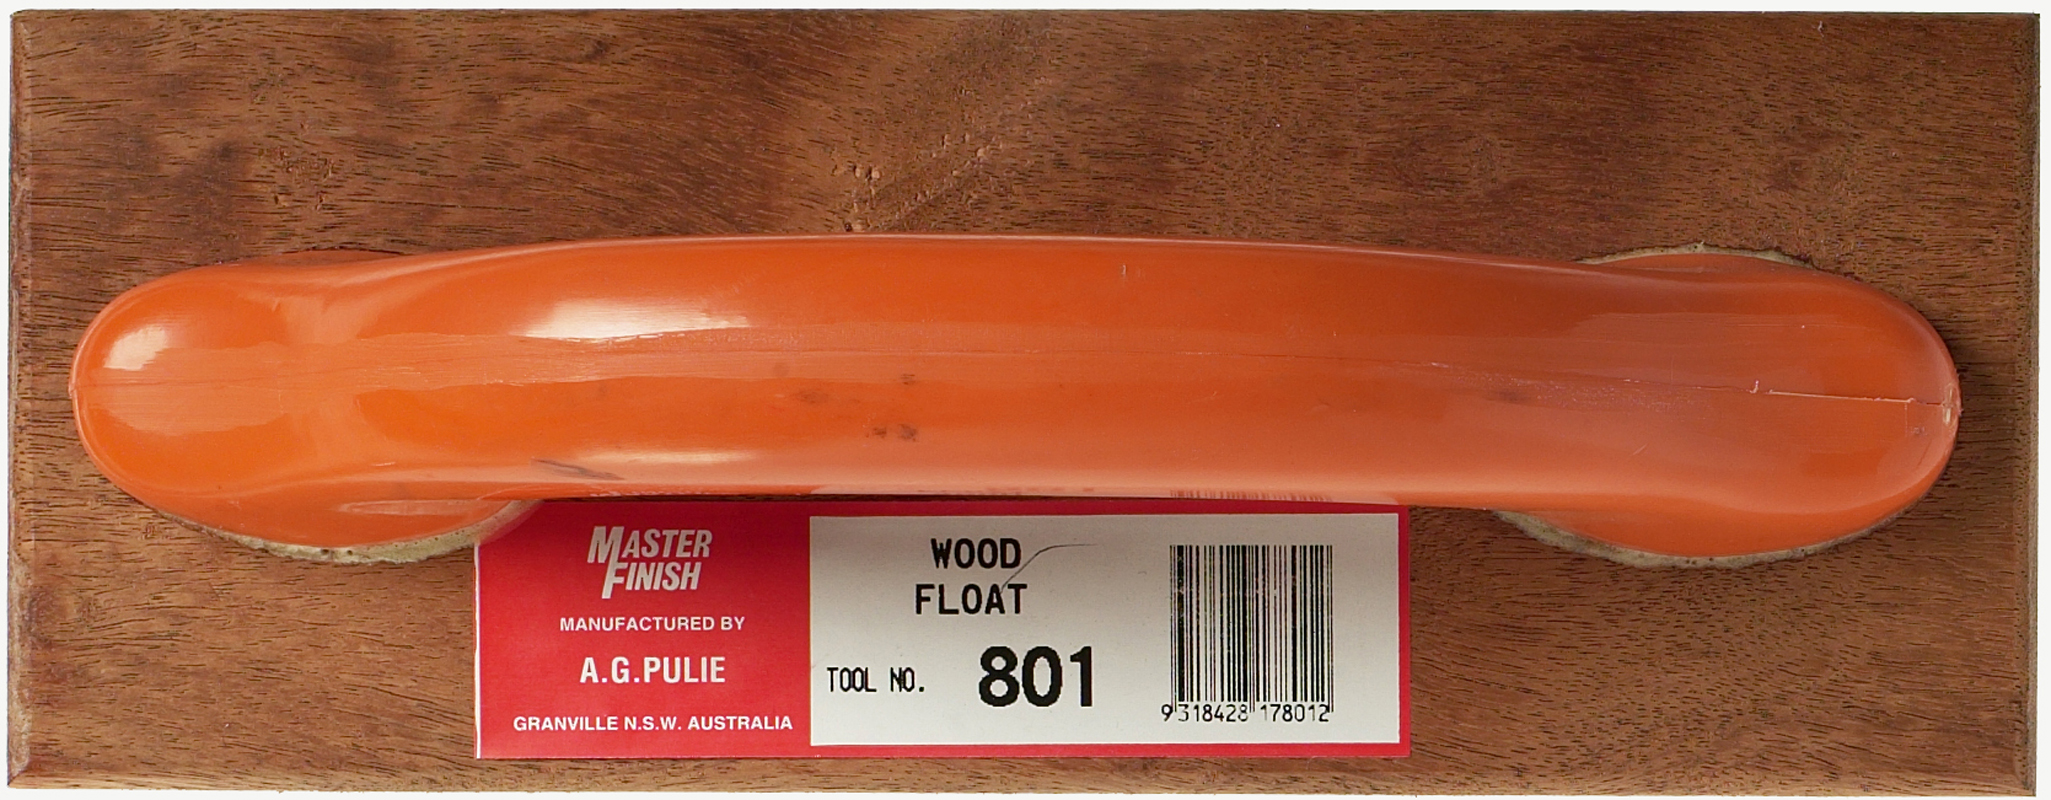 MASTER
FINISH
MANUFACTURED BY
A.G.PULIE
GRANVILLE N.S.W. AUSTRALIA
WOOD
FLOAT
TOOL NO. 801
9 318428 178012